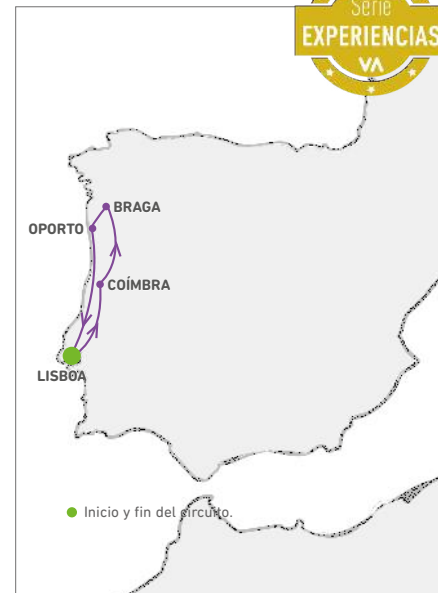 Serie
EXPERIENCIAS
VA
BRAGA
OPORTO
COÍMBRA
LISBOA
Inicio y fin del circuito.